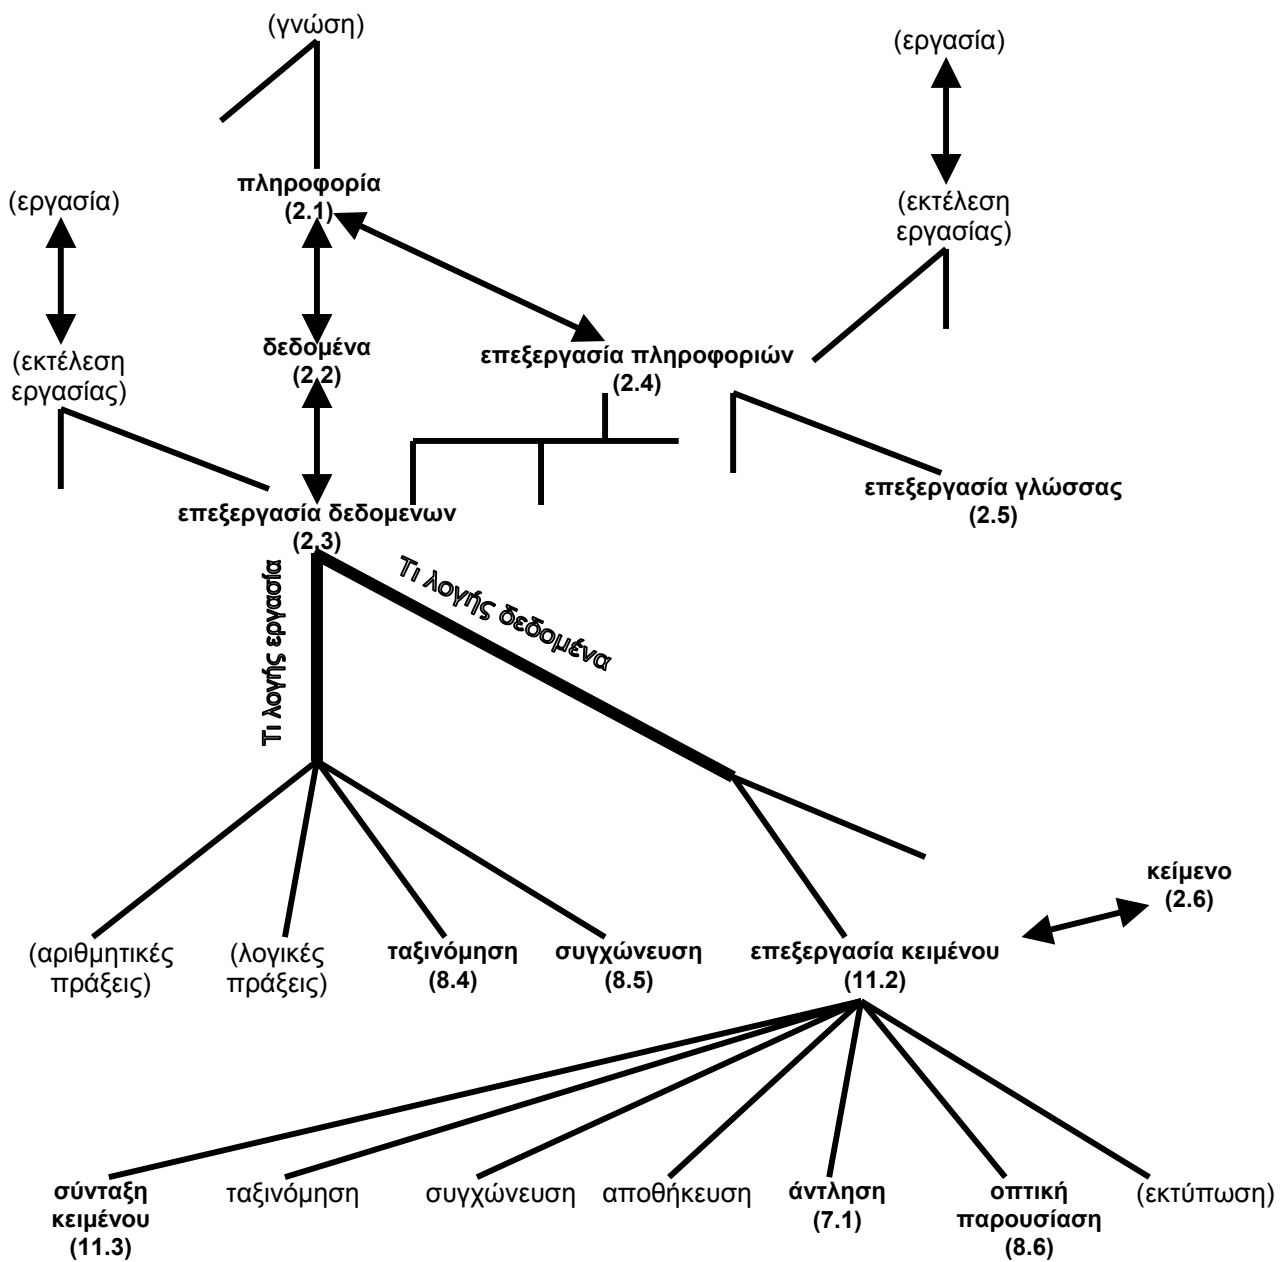 (γνώση)
(εργασία)
πληροφορία
(2.1)
(εργασία)
(εκτέλεση
εργασίας)
δεδομένα
(2.2)
επεξεργασία πληροφοριών
(2.4)
(εκτέλεση
εργασίας)
επεξεργασία γλώσσας
(2.5)
επεξεργασία δεδομενων
(2.3)
Τι λογής εργασία
Τι λογής δεδομένα
κείμενο
(2.6)
(αριθμητικές
πράξεις)
(λογικές
πράξεις)
ταξινόμηση
(8.4)
συγχώνευση
(8.5)
επεξεργασία κειμένου
(11.2)
σύνταξη
κειμένου
(11.3)
ταξινόμηση
συγχώνευση
αποθήκευση
άντληση
(7.1)
οπτική
παρουσίαση
(8.6)
(εκτύπωση)